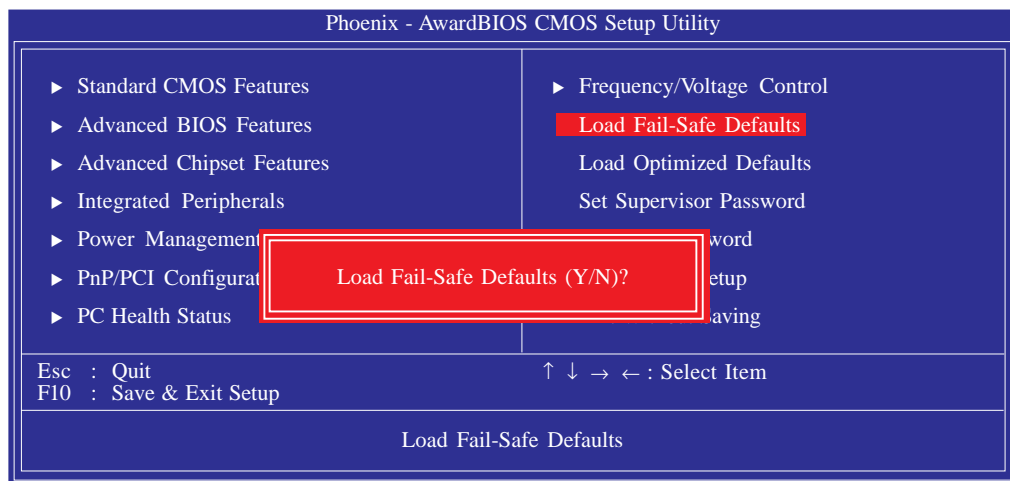 Phoenix - AwardBIOS CMOS Setup Utility
▶ Standard CMOS Features
▶ Advanced BIOS Features
▶ Advanced Chipset Features
▶ Integrated Peripherals
▶ Power Management
▶ PnP/PCI Configurat
▶ PC Health Status
▶ Frequency/Voltage Control
Load Fail-Safe Defaults
Load Optimized Defaults
Set Supervisor Password
word
etup
aving
Load Fail-Safe Defaults (Y/N)?
Esc : Quit
F10 : Save & Exit Setup
↑ ↓ → ← : Select Item
Load Fail-Safe Defaults